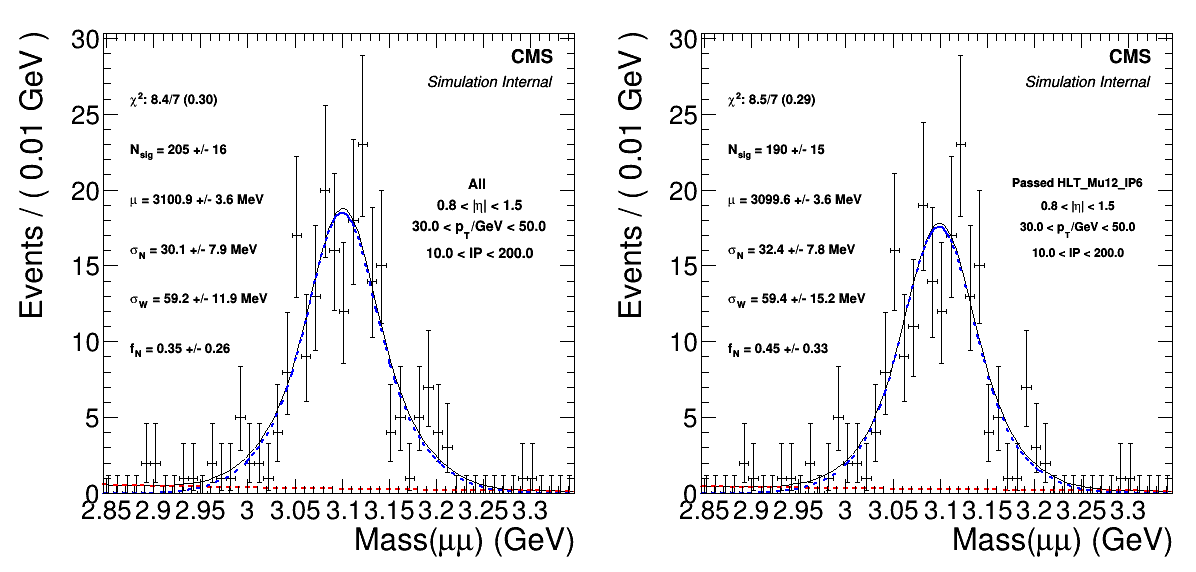 CMS
Simulation Internal
χ²: 8.4/7 (0.30)
N_sig = 205 +/- 16
μ = 3100.9 +/- 3.6 MeV
σ_N = 30.1 +/- 7.9 MeV
σ_W = 59.2 +/- 11.9 MeV
f_N = 0.35 +/- 0.26
All
0.8 < |η| < 1.5
30.0 < p_T/GeV < 50.0
10.0 < IP < 200.0
Events / ( 0.01 GeV )
30
25
20
15
10
5
0
2.85 2.9 2.95 3 3.05 3.1 3.15 3.2 3.25 3.3
Mass(μμ) (GeV)
CMS
Simulation Internal
χ²: 8.5/7 (0.29)
N_sig = 190 +/- 15
μ = 3099.6 +/- 3.6 MeV
σ_N = 32.4 +/- 7.8 MeV
σ_W = 59.4 +/- 15.2 MeV
f_N = 0.45 +/- 0.33
Passed HLT_Mu12_IP6
0.8 < |η| < 1.5
30.0 < p_T/GeV < 50.0
10.0 < IP < 200.0
Events / ( 0.01 GeV )
30
25
20
15
10
5
0
2.85 2.9 2.95 3 3.05 3.1 3.15 3.2 3.25 3.3
Mass(μμ) (GeV)